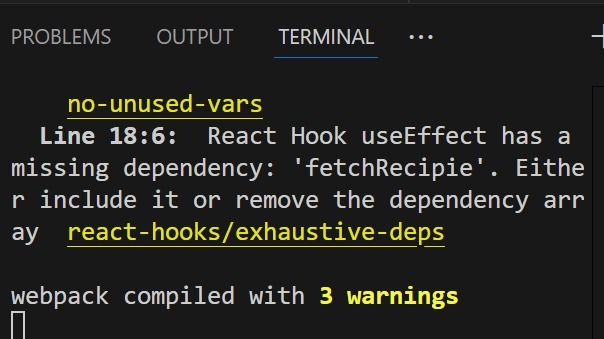 PROBLEMS OUTPUT TERMINAL ...
no-unused-vars
Line 18:6: React Hook useEffect has a
missing dependency: 'fetchRecipie'. Eithe
r include it or remove the dependency arr
ay react-hooks/exhaustive-deps
webpack compiled with 3 warnings